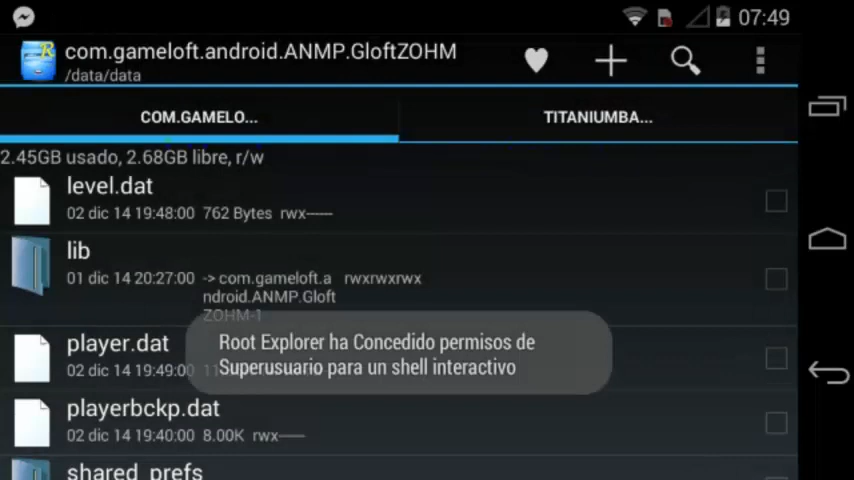 07:49
com.gameloft.android.ANMP.GloftZOHM
/data/data
COM.GAMELO...
TITANIUMBA...
2.45GB usado, 2.68GB libre, r/w
level.dat
02 dic 14 19:48:00 762 Bytes rwx------
lib
01 dic 14 20:27:00 -> com.gameloft.a rwxrwxrwx
ndroid.ANMP.Gloft
ZOHM-1
Root Explorer ha Concedido permisos de
Superusuario para un shell interactivo
player.dat
02 dic 14 19:49:00
playerbckp.dat
02 dic 14 19:40:00 8.00K rwx------
shared_prefs